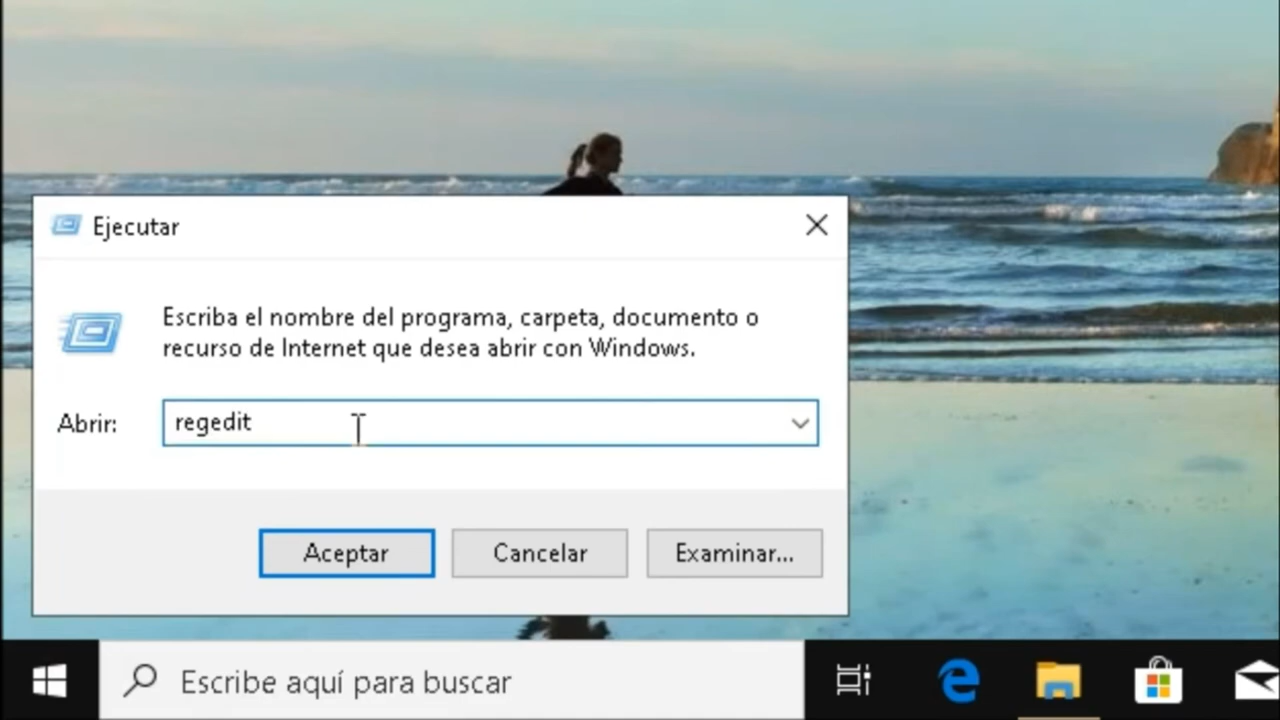 Ejecutar
Escriba el nombre del programa, carpeta, documento o
recurso de Internet que desea abrir con Windows.
Abrir:
regedit
Aceptar
Cancelar
Examinar...
Escribe aquí para buscar